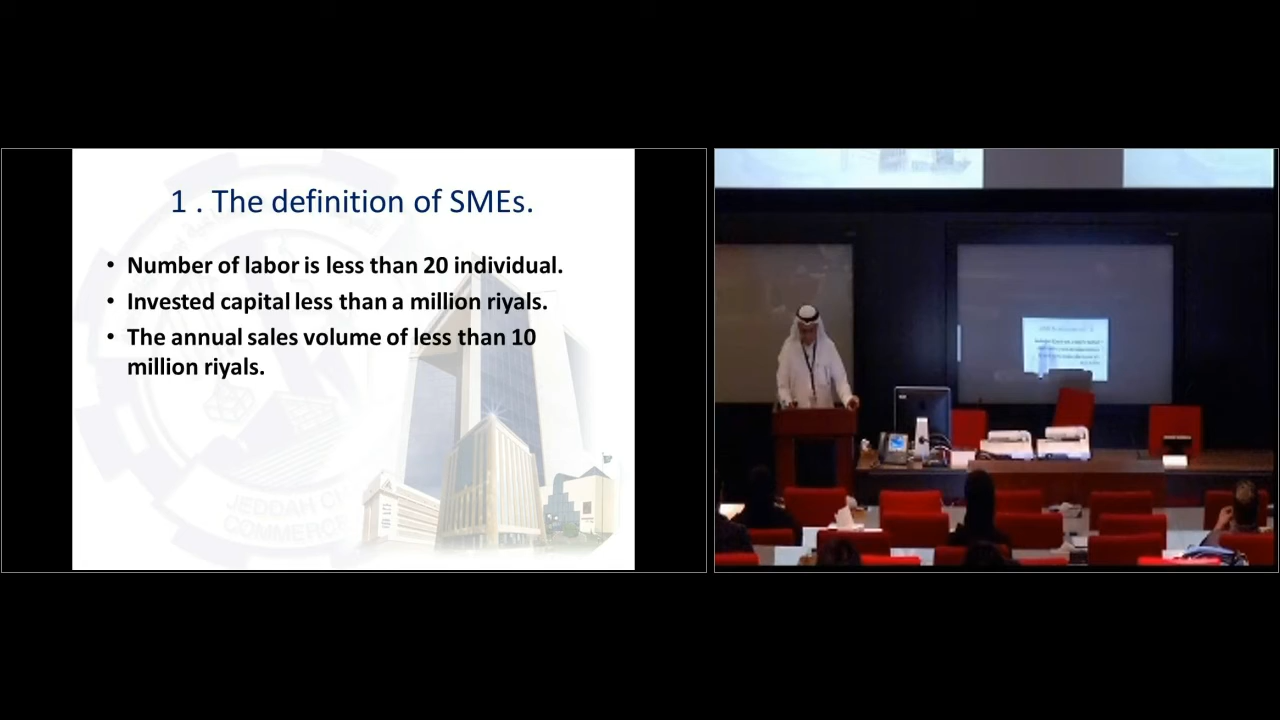 1 . The definition of SMEs.
• Number of labor is less than 20 individual.
• Invested capital less than a million riyals.
• The annual sales volume of less than 10
million riyals.
JEDDAH
COMMERCE